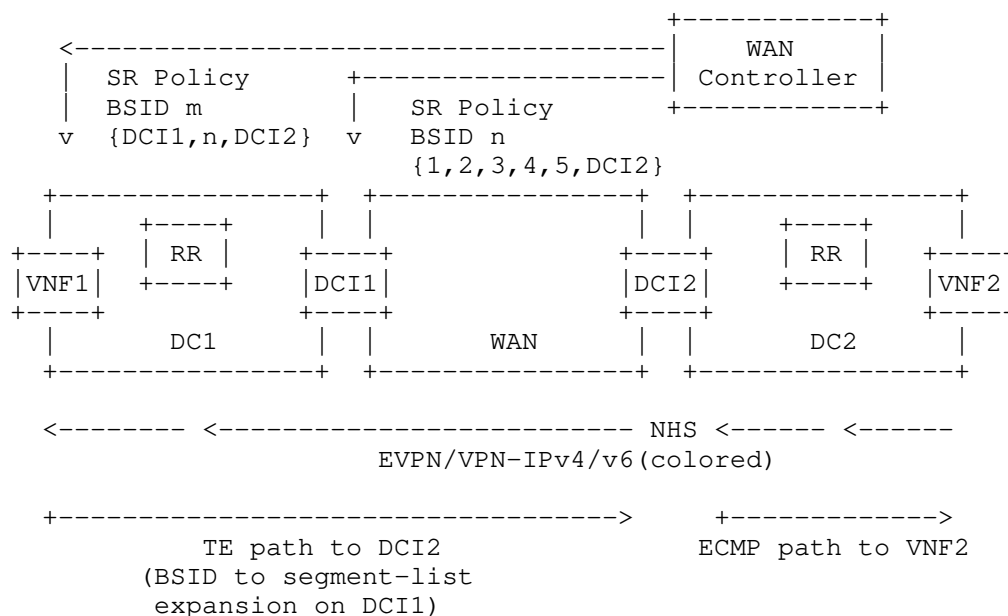 WAN
SR Policy Controller
BSID m SR Policy
{DCI1,n,DCI2} v BSID n
v
{1,2,3,4,5,DCI2}
RR RR
VNF1 DCI1 DCI2 VNF2
DC1 WAN DC2
NHS
EVPN/VPN-IPv4/v6(colored)
TE path to DCI2 ECMP path to VNF2
(BSID to segment-list
expansion on DCI1)